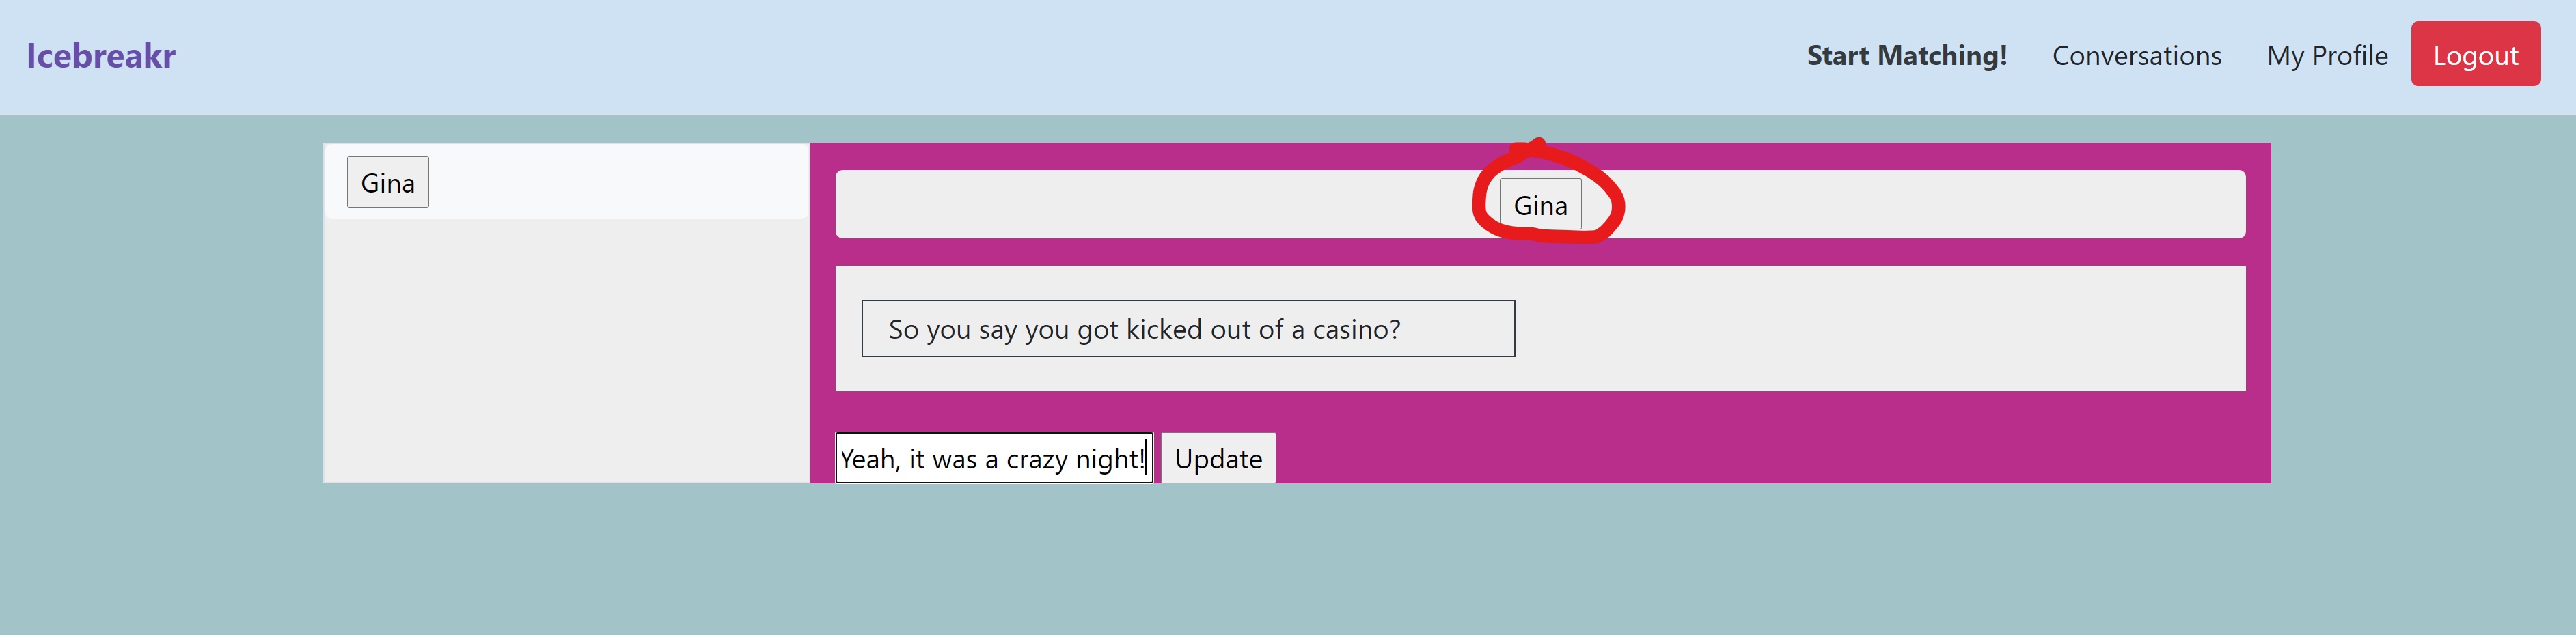 Icebreakr
Start Matching! Conversations My Profile Logout
Gina
Gina
So you say you got kicked out of a casino?
Yeah, it was a crazy night! Update